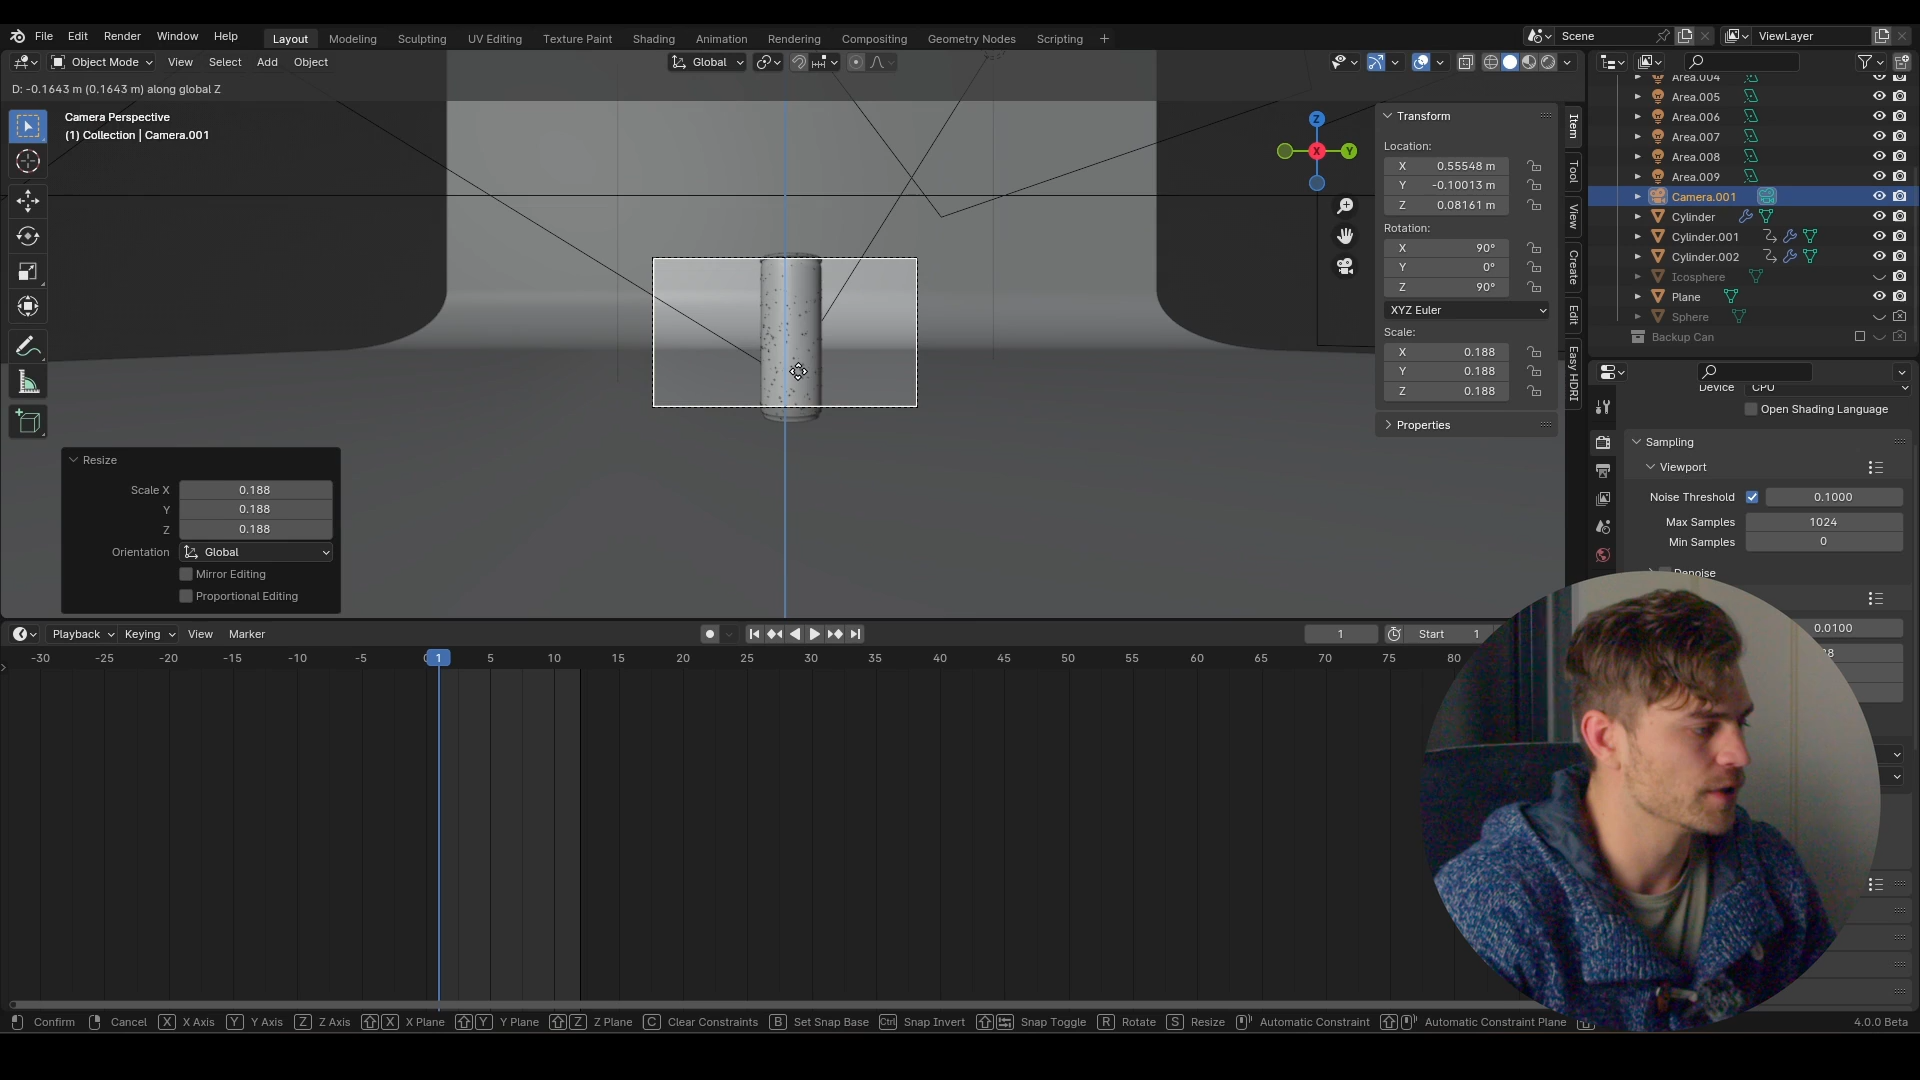 File Edit Render Window Help
Layout Modeling Sculpting UV Editing Texture Paint Shading Animation Rendering Compositing Geometry Nodes Scripting +
Scene
ViewLayer
Object Mode View Select Add Object
Global
D: -0.1643 m (0.1643 m) along global Z
Camera Perspective
(1) Collection | Camera.001
Z
X
Y
Transform
Location:
X 0.55548 m
Y -0.10013 m
Z 0.08161 m
Rotation:
X 90°
Y 0°
Z 90°
XYZ Euler
Scale:
X 0.188
Y 0.188
Z 0.188
Properties
Item
Tool
View
Create
Edit
Easy HDRI
Area.004
Area.005
Area.006
Area.007
Area.008
Area.009
Camera.001
Cylinder
Cylinder.001
Cylinder.002
Icosphere
Plane
Sphere
Backup Can
Device CPU
Open Shading Language
Sampling
Viewport
Noise Threshold 0.1000
Max Samples 1024
Min Samples 0
Denoise
0.0100
Resize
Scale X 0.188
Y 0.188
Z 0.188
Orientation Global
Mirror Editing
Proportional Editing
Playback Keying View Marker
1
Start 1
-30 -25 -20 -15 -10 -5 1 5 10 15 20 25 30 35 40 45 50 55 60 65 70 75 80
Confirm Cancel X X Axis Y Y Axis Z Z Axis X X Plane Y Y Plane Z Z Plane C Clear Constraints B Set Snap Base Ctrl Snap Invert Snap Toggle R Rotate S Resize Automatic Constraint Automatic Constraint Plane
4.0.0 Beta